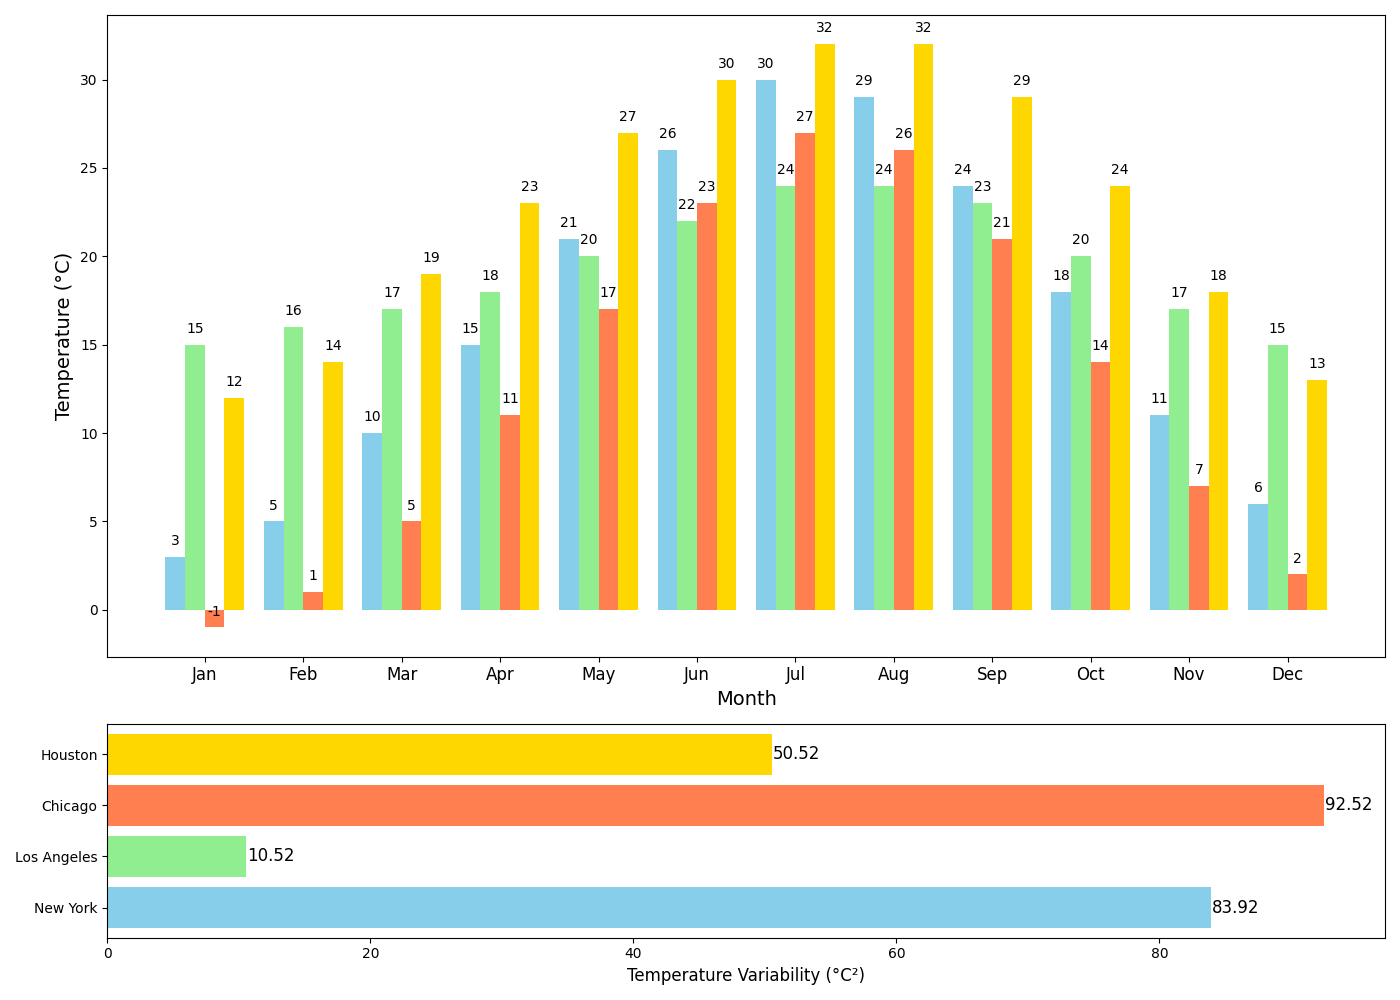 32 32
30 30
30
29 29
27 27
26 26
25
24 24 24 24
23 23 23
22
21 21
20 20 20
19
18 18 18
17 17 17
16
15 15 15 15
14 14
13
12
11 11
10 10
7
6
5 5 5
3
2
1
0 -1
Temperature (°C)
Jan Feb Mar Apr May Jun Jul Aug Sep Oct Nov Dec
Month
Houston 50.52
Chicago 92.52
Los Angeles 10.52
New York 83.92
0 20 40 60 80
Temperature Variability (°C²)